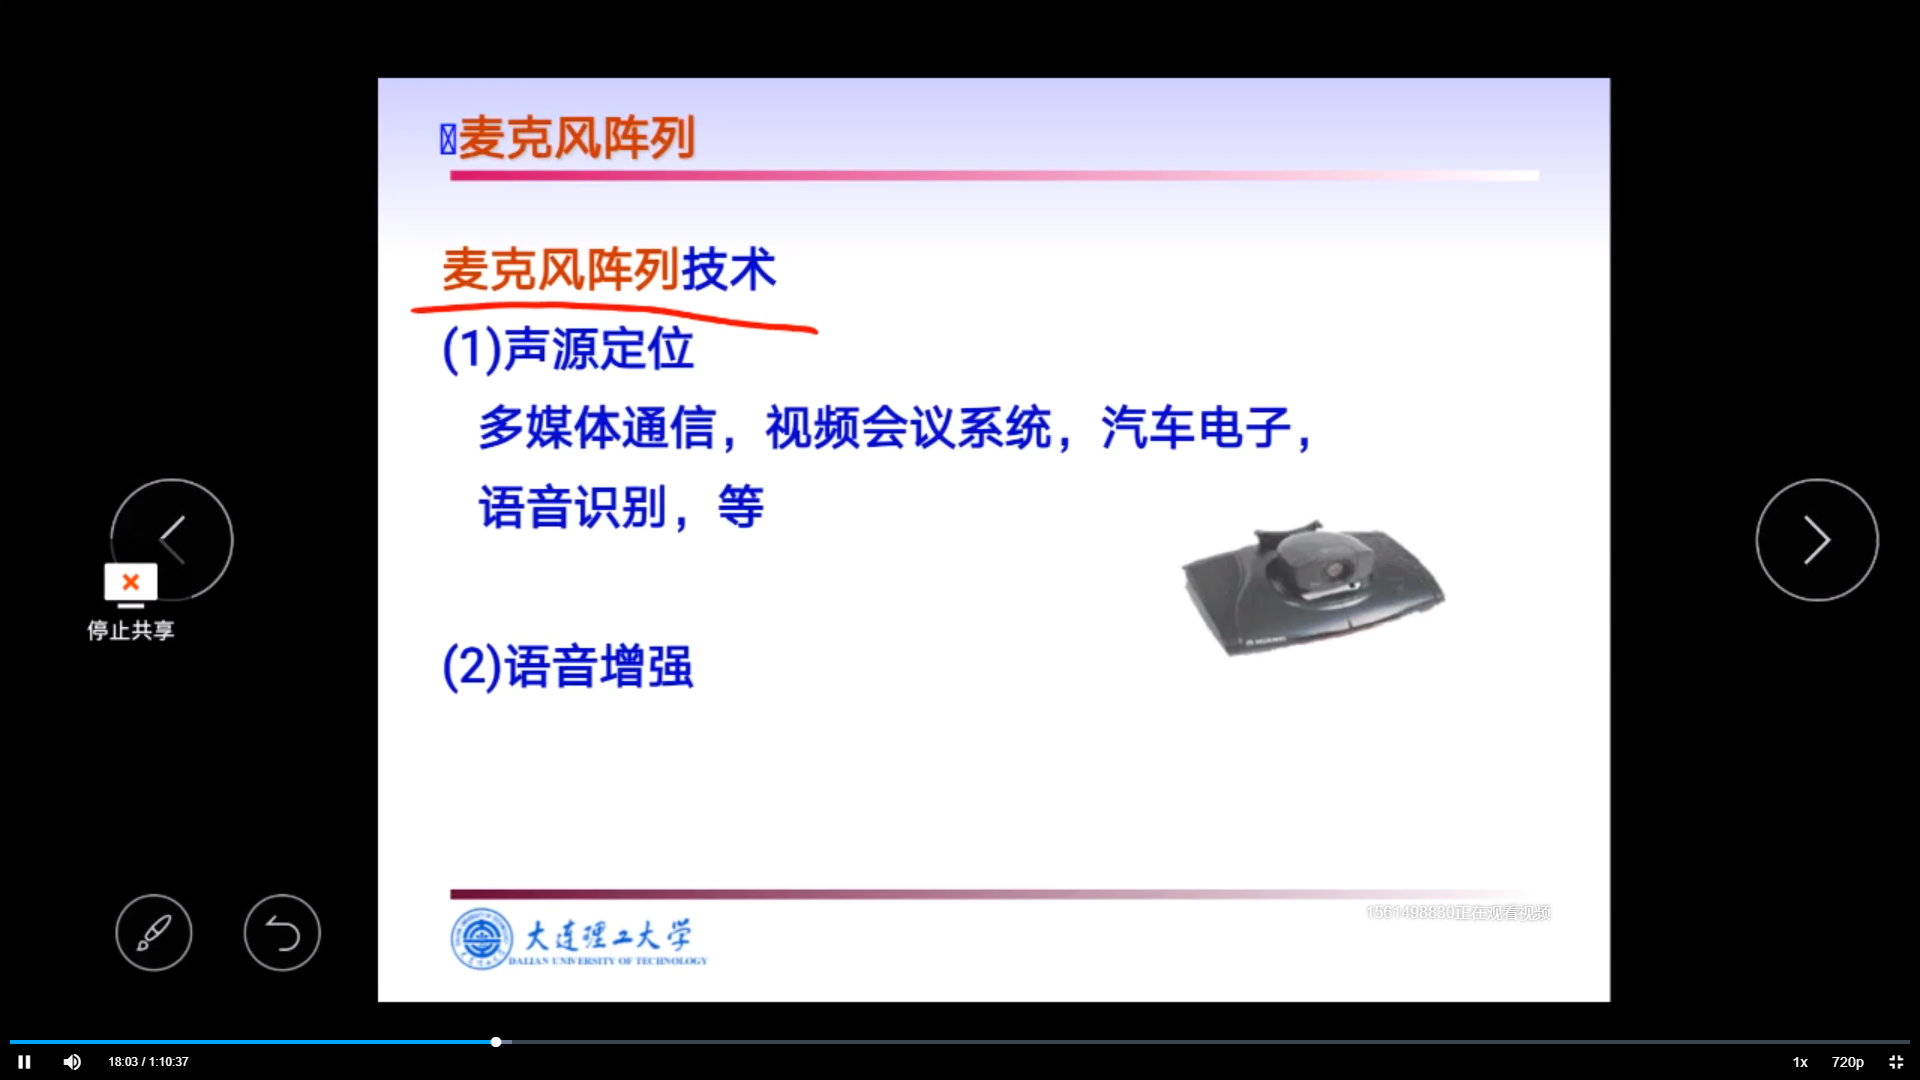 麦克风阵列
麦克风阵列技术
(1)声源定位
多媒体通信，视频会议系统，汽车电子，
语音识别，等
停止共享
(2)语音增强
1561498830正在观看视频
大连理工大学
DALIAN UNIVERSITY OF TECHNOLOGY
18:03 / 1:10:37
1x
720p